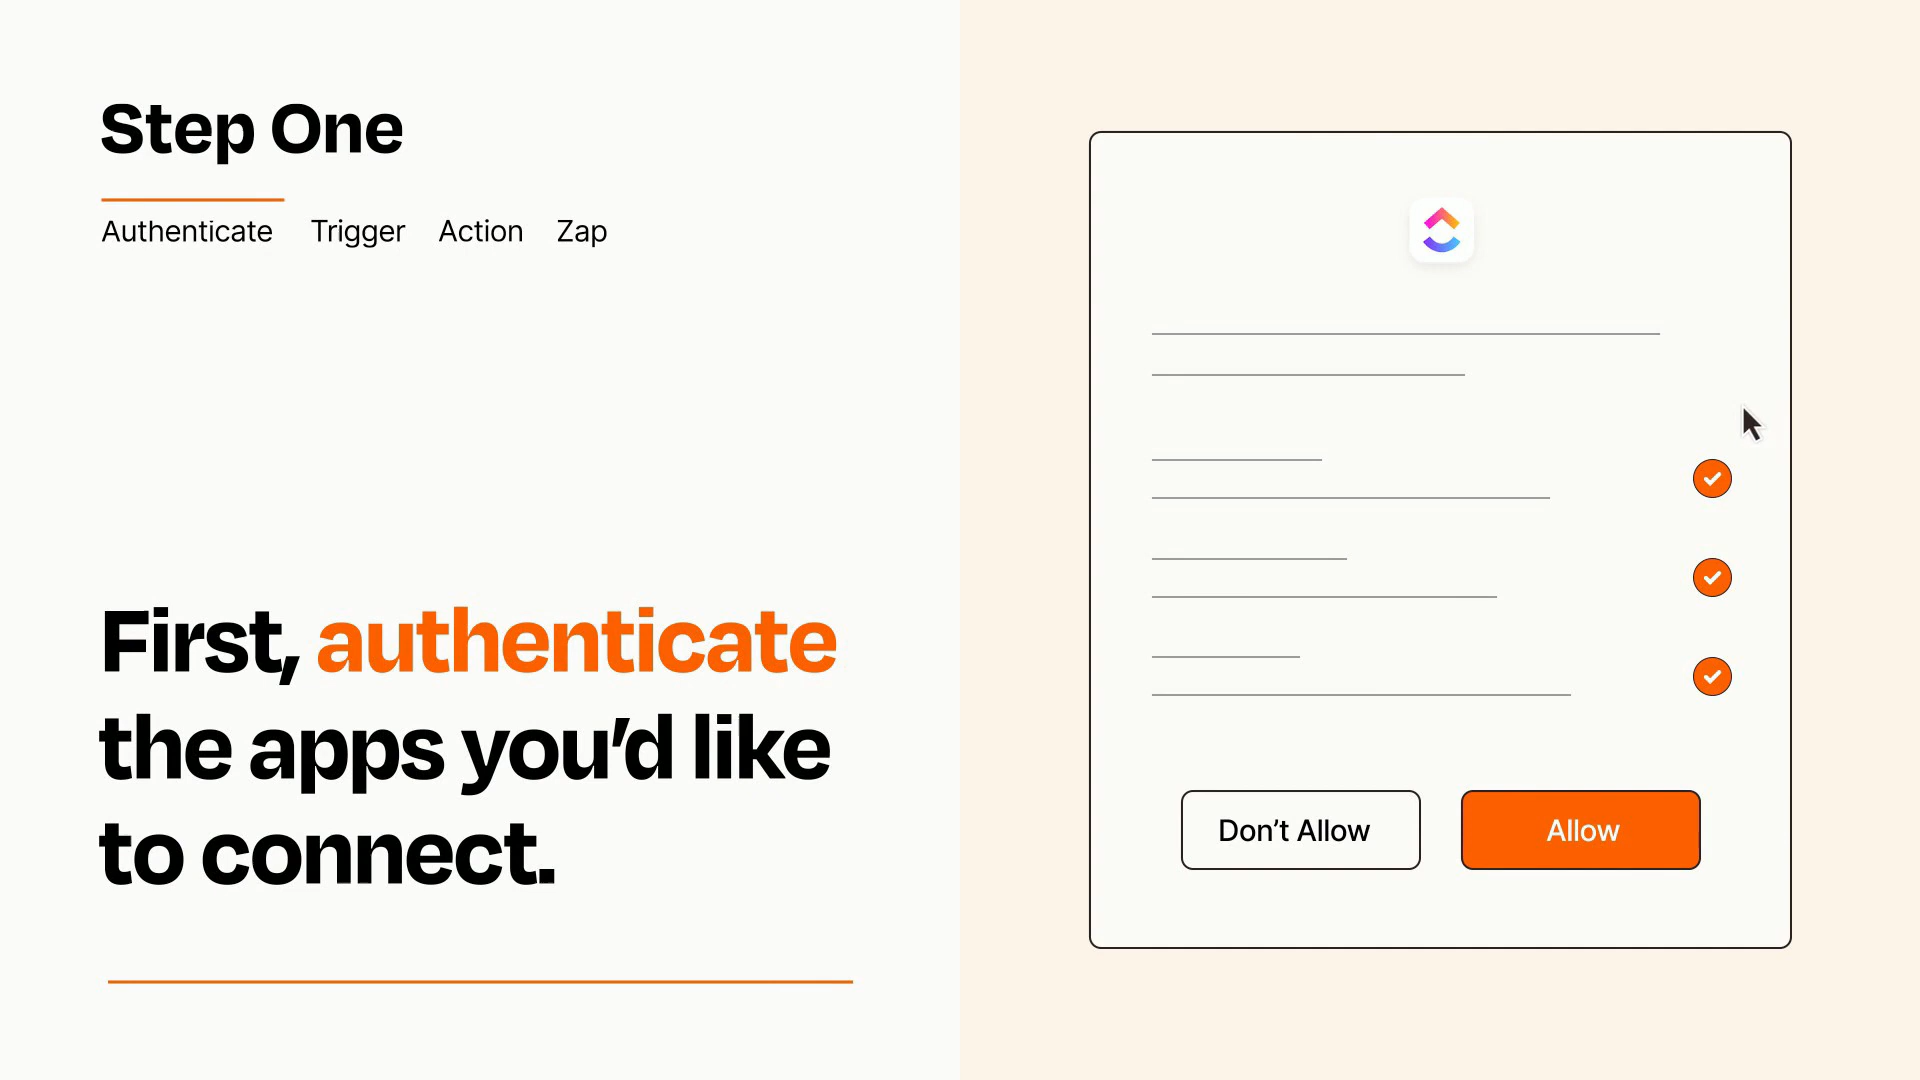 Step One
Authenticate Trigger Action Zap
First, authenticate
the apps you’d like
to connect.
Don’t Allow
Allow